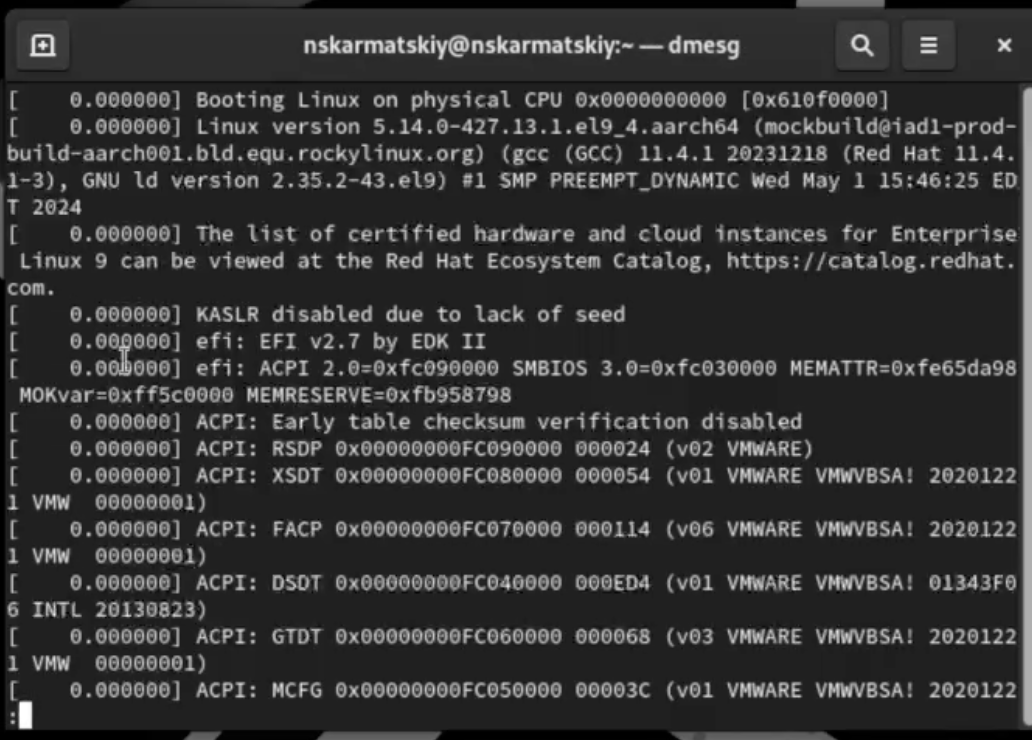 nskarmatskiy@nskarmatskiy:~ — dmesg
[    0.000000] Booting Linux on physical CPU 0x0000000000 [0x610f0000]
[    0.000000] Linux version 5.14.0-427.13.1.el9_4.aarch64 (mockbuild@iad1-prod-
build-aarch001.bld.equ.rockylinux.org) (gcc (GCC) 11.4.1 20231218 (Red Hat 11.4.
1-3), GNU ld version 2.35.2-43.el9) #1 SMP PREEMPT_DYNAMIC Wed May 1 15:46:25 ED
T 2024
[    0.000000] The list of certified hardware and cloud instances for Enterprise
 Linux 9 can be viewed at the Red Hat Ecosystem Catalog, https://catalog.redhat.
com.
[    0.000000] KASLR disabled due to lack of seed
[    0.000000] efi: EFI v2.7 by EDK II
[    0.000000] efi: ACPI 2.0=0xfc090000 SMBIOS 3.0=0xfc030000 MEMATTR=0xfe65da98
 MOKvar=0xff5c0000 MEMRESERVE=0xfb958798
[    0.000000] ACPI: Early table checksum verification disabled
[    0.000000] ACPI: RSDP 0x00000000FC090000 000024 (v02 VMWARE)
[    0.000000] ACPI: XSDT 0x00000000FC080000 000054 (v01 VMWARE VMWVBSA! 2020122
1 VMW  00000001)
[    0.000000] ACPI: FACP 0x00000000FC070000 000114 (v06 VMWARE VMWVBSA! 2020122
1 VMW  00000001)
[    0.000000] ACPI: DSDT 0x00000000FC040000 000ED4 (v01 VMWARE VMWVBSA! 01343F0
6 INTL 20130823)
[    0.000000] ACPI: GTDT 0x00000000FC060000 000068 (v03 VMWARE VMWVBSA! 2020122
1 VMW  00000001)
[    0.000000] ACPI: MCFG 0x00000000FC050000 00003C (v01 VMWARE VMWVBSA! 2020122
: